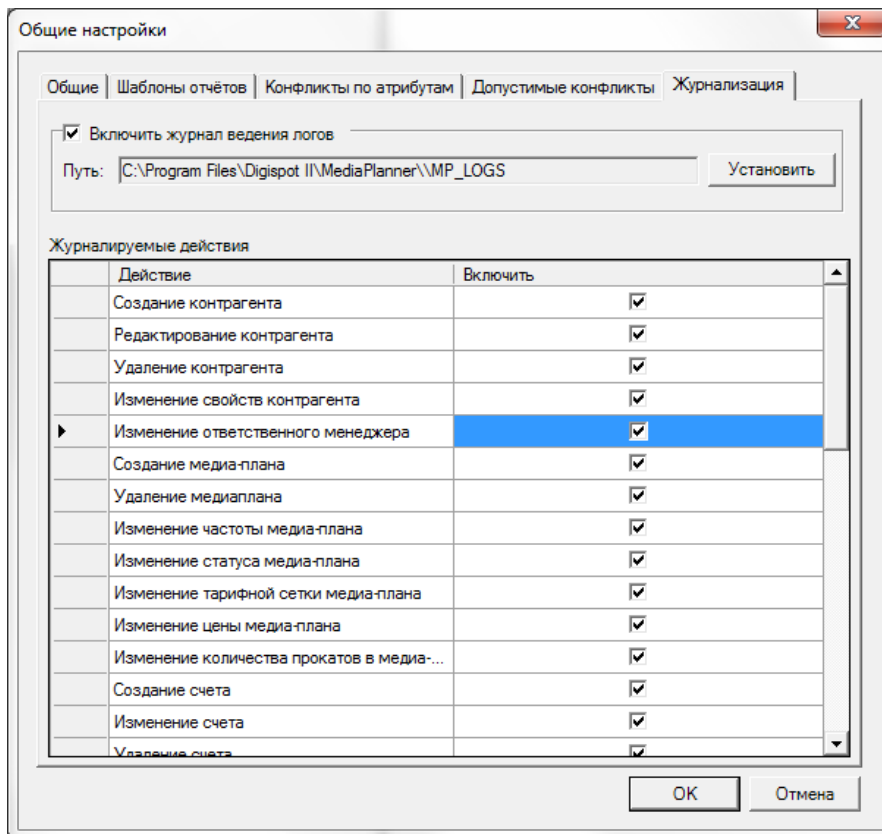 Общие настройки
Общие Шаблоны отчётов Конфликты по атрибутам Допустимые конфликты Журнализация
Включить журнал ведения логов
Путь: C:\Program Files\Digispot II\MediaPlanner\\MP_LOGS Установить
Журналируемые действия
Действие Включить
Создание контрагента
Редактирование контрагента
Удаление контрагента
Изменение свойств контрагента
Изменение ответственного менеджера
Создание медиа-плана
Удаление медиаплана
Изменение частоты медиа-плана
Изменение статуса медиа-плана
Изменение тарифной сетки медиа-плана
Изменение цены медиа-плана
Изменение количества прокатов в медиа-...
Создание счета
Изменение счета
Удаление счета
OK Отмена